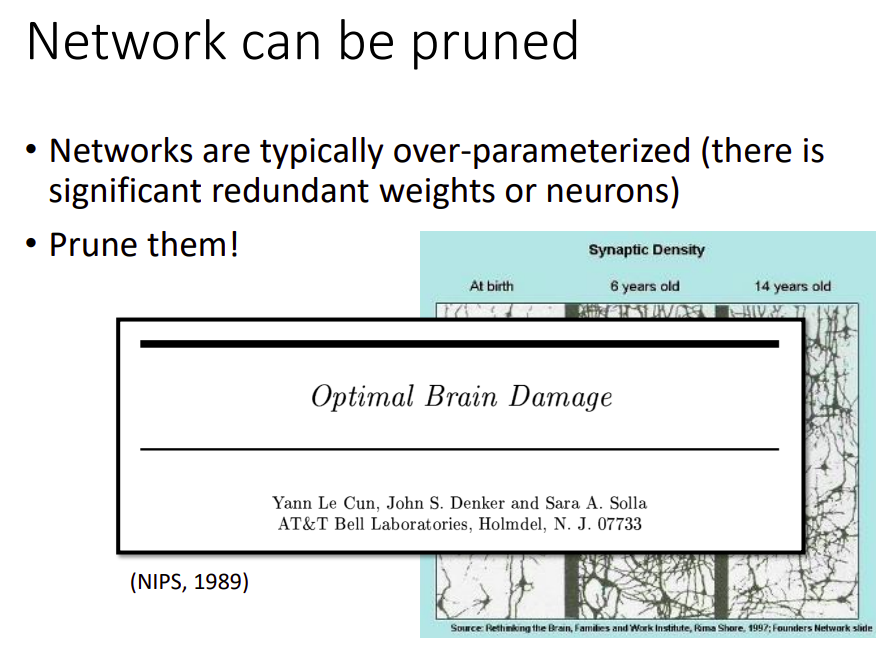 Network can be pruned
• Networks are typically over-parameterized (there is
significant redundant weights or neurons)
• Prune them!
Synaptic Density
At birth 6 years old 14 years old
Optimal Brain Damage
Yann Le Cun, John S. Denker and Sara A. Solla
AT&T Bell Laboratories, Holmdel, N. J. 07733
(NIPS, 1989)
Source: Rethinking the Brain, Families and Work Institute, Rima Shore, 1997; Founders Network slide